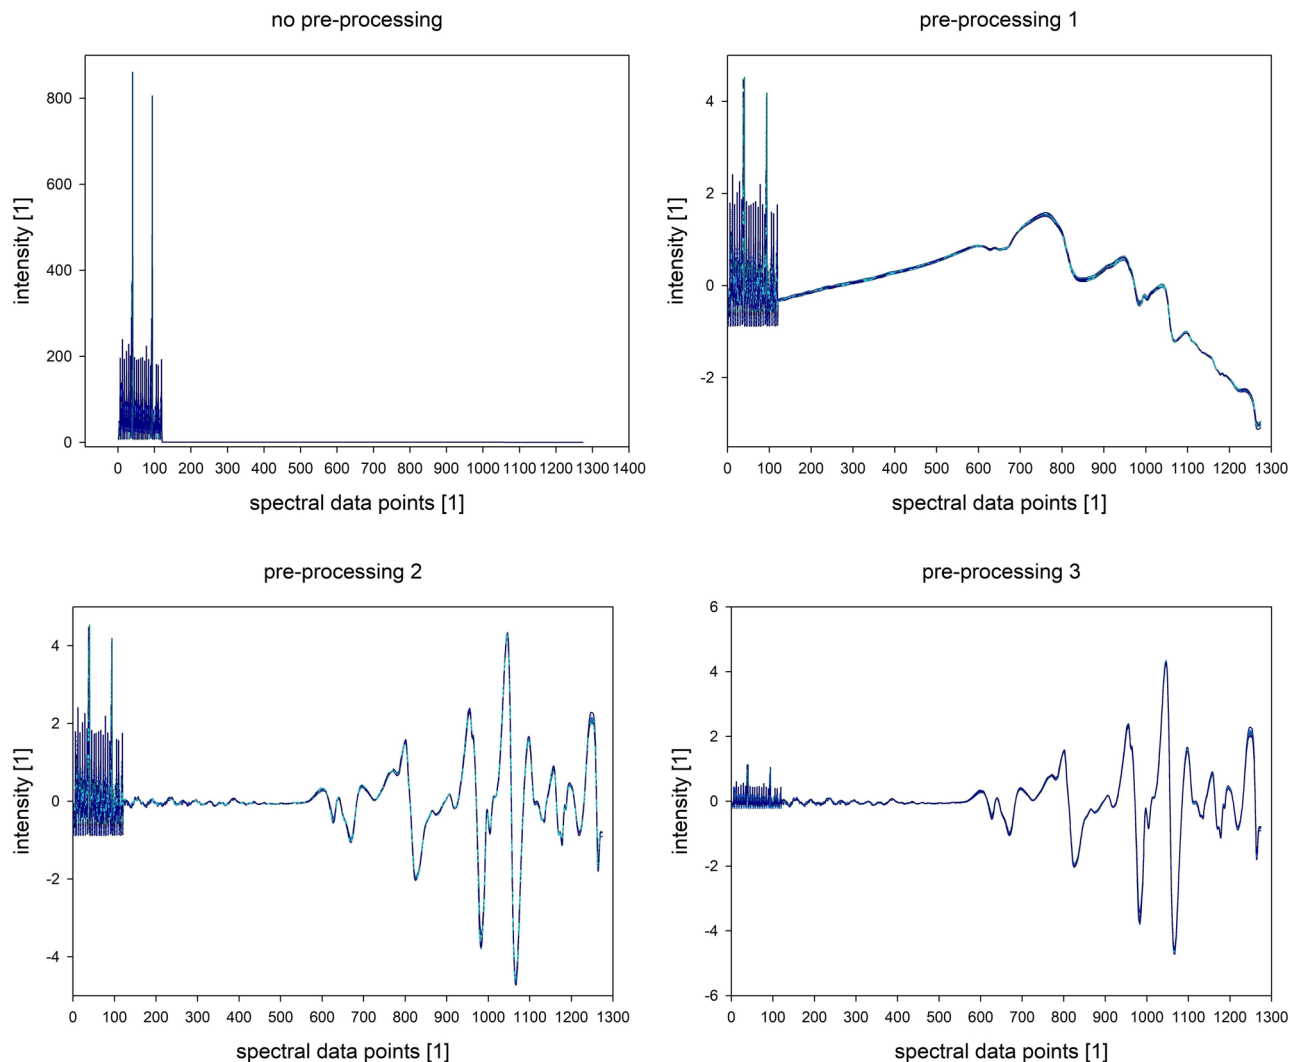 no pre-processing
800
600
400
200
0
intensity [1]
0 100 200 300 400 500 600 700 800 900 1000 1100 1200 1300 1400
spectral data points [1]
pre-processing 1
4
2
0
-2
intensity [1]
0 100 200 300 400 500 600 700 800 900 1000 1100 1200 1300
spectral data points [1]
pre-processing 2
4
2
0
-2
-4
intensity [1]
0 100 200 300 400 500 600 700 800 900 1000 1100 1200 1300
spectral data points [1]
pre-processing 3
6
4
2
0
-2
-4
-6
intensity [1]
0 100 200 300 400 500 600 700 800 900 1000 1100 1200 1300
spectral data points [1]